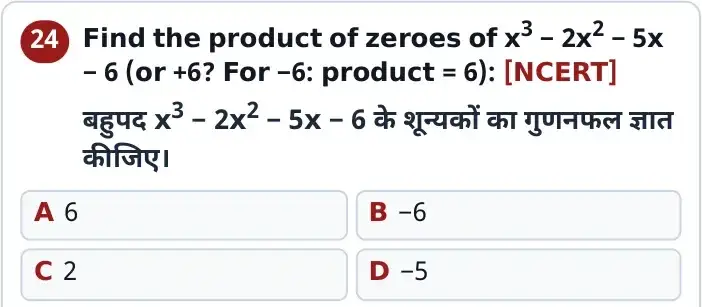 24 Find the product of zeroes of x³ – 2x² – 5x
– 6 (or +6? For –6: product = 6): [NCERT]
बहुपद x³ – 2x² – 5x – 6 के शून्यकों का गुणनफल ज्ञात
कीजिए।
A 6 B –6
C 2 D –5